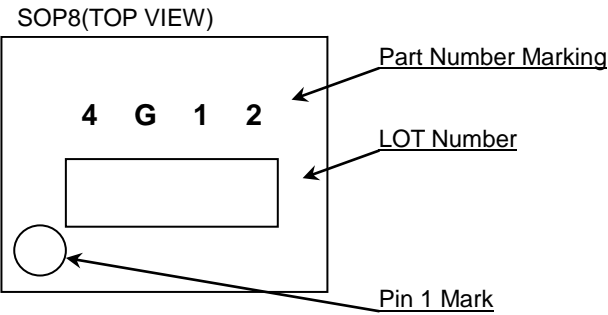 SOP8(TOP VIEW)
Part Number Marking
4 G 1 2
LOT Number
Pin 1 Mark